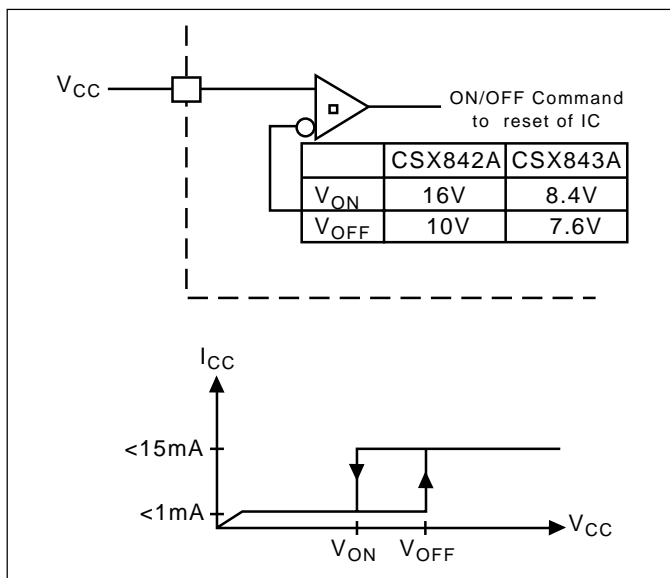 VCC
ON/OFF Command
to reset of IC
CSX842A CSX843A
VON 16V 8.4V
VOFF 10V 7.6V
ICC
<15mA
<1mA
VCC
VON VOFF